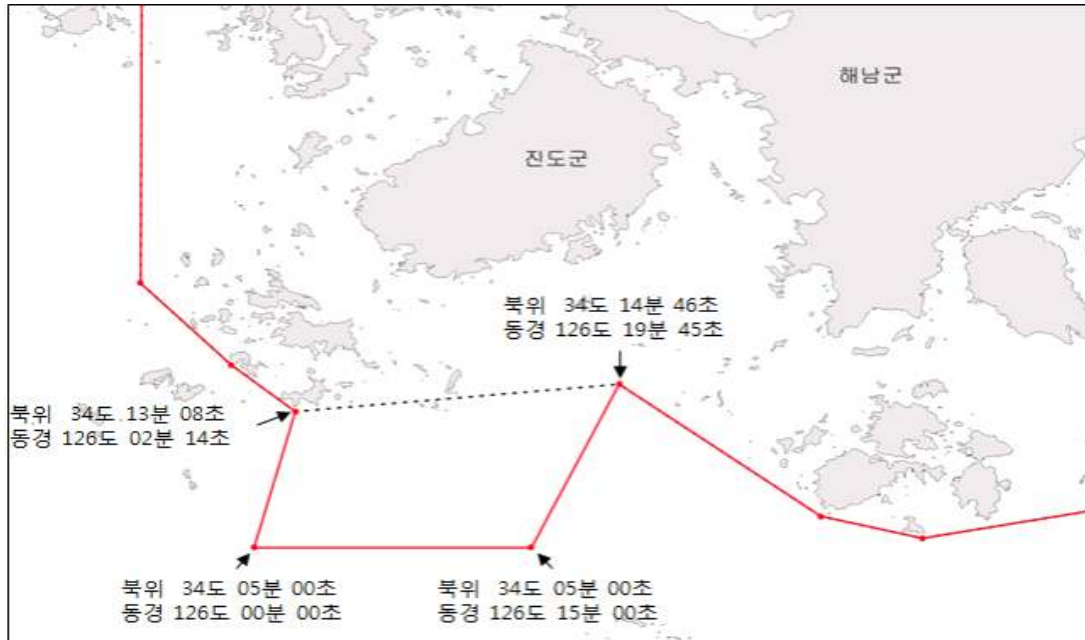 해남군
진도군
북위 34도 14분 46초
동경 126도 19분 45초
북위 34도 13분 08초
동경 126도 02분 14초
북위 34도 05분 00초
동경 126도 00분 00초
북위 34도 05분 00초
동경 126도 15분 00초